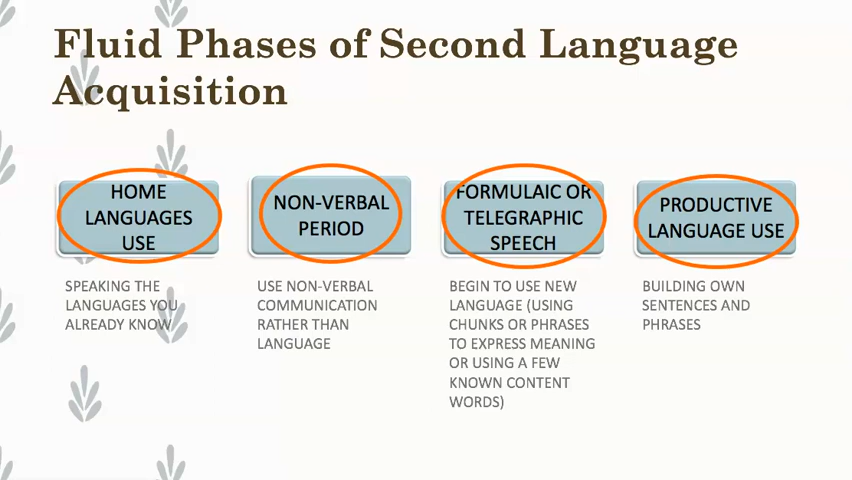 Fluid Phases of Second Language
Acquisition
HOME
LANGUAGES
USE
SPEAKING THE
LANGUAGES YOU
ALREADY KNOW
NON-VERBAL
PERIOD
USE NON-VERBAL
COMMUNICATION
RATHER THAN
LANGUAGE
FORMULAIC OR
TELEGRAPHIC
SPEECH
BEGIN TO USE NEW
LANGUAGE (USING
CHUNKS OR PHRASES
TO EXPRESS MEANING
OR USING A FEW
KNOWN CONTENT
WORDS)
PRODUCTIVE
LANGUAGE USE
BUILDING OWN
SENTENCES AND
PHRASES